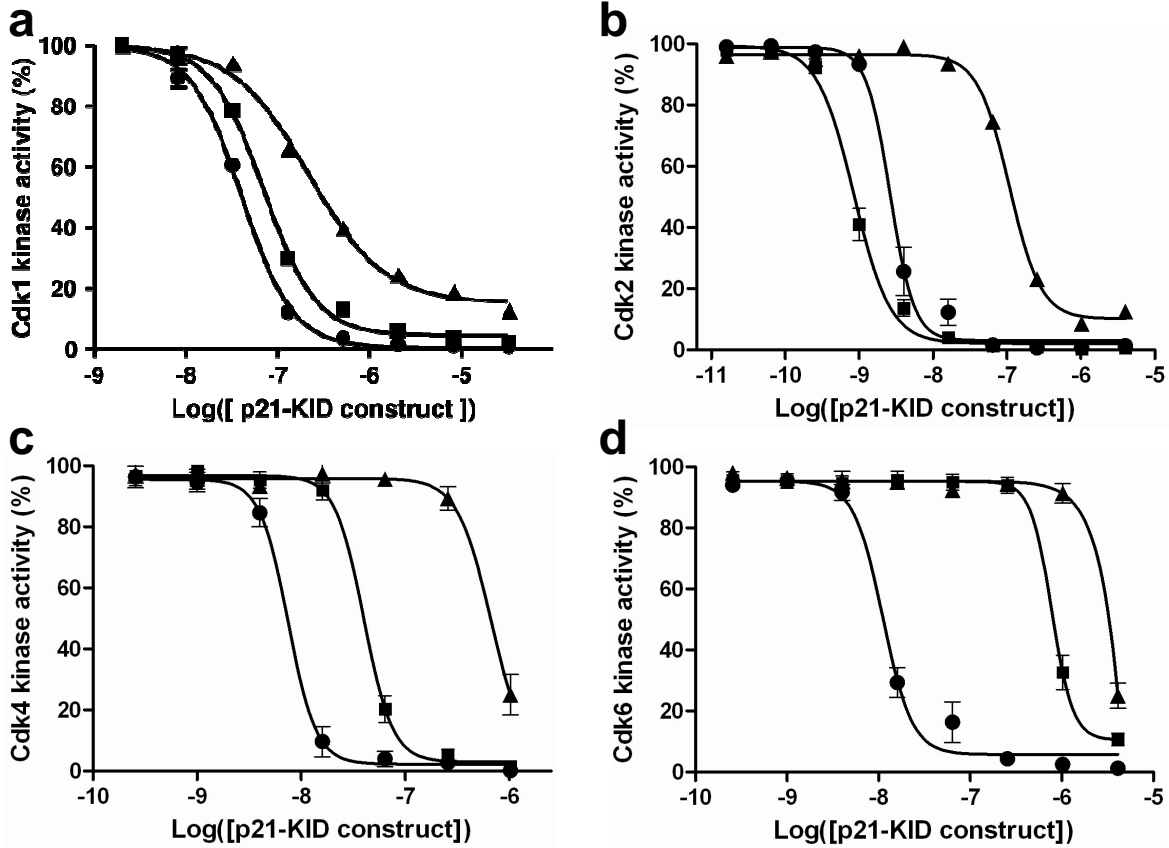 a
Cdk1 kinase activity (%)
100
80
60
40
20
0
-9 -8 -7 -6 -5
Log([ p21-KID construct ])
b
Cdk2 kinase activity (%)
100
80
60
40
20
0
-11 -10 -9 -8 -7 -6 -5
Log([p21-KID construct])
c
Cdk4 kinase activity (%)
100
80
60
40
20
0
-10 -9 -8 -7 -6
Log([p21-KID construct])
d
Cdk6 kinase activity (%)
100
80
60
40
20
0
-10 -9 -8 -7 -6 -5
Log([p21-KID construct])